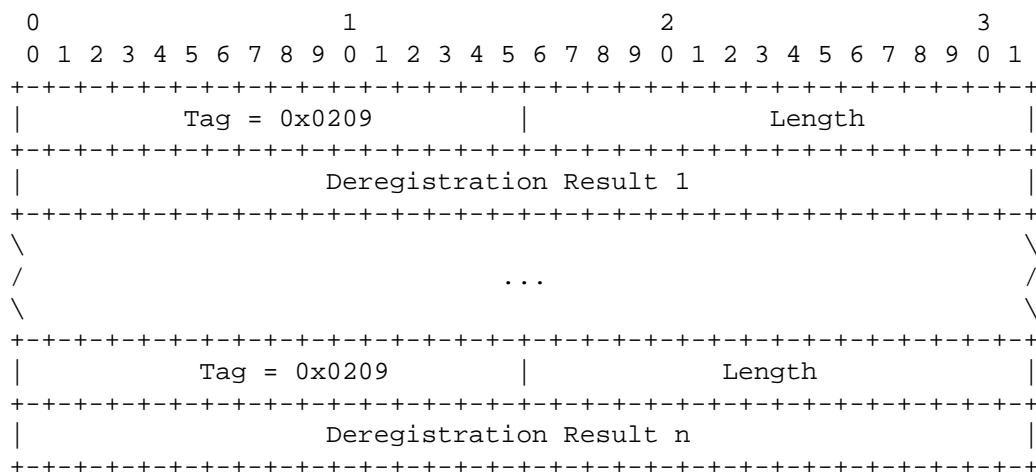 0                   1                   2                   3
 0 1 2 3 4 5 6 7 8 9 0 1 2 3 4 5 6 7 8 9 0 1 2 3 4 5 6 7 8 9 0 1
+-+-+-+-+-+-+-+-+-+-+-+-+-+-+-+-+-+-+-+-+-+-+-+-+-+-+-+-+-+-+-+-+
|          Tag = 0x0209         |               Length          |
+-+-+-+-+-+-+-+-+-+-+-+-+-+-+-+-+-+-+-+-+-+-+-+-+-+-+-+-+-+-+-+-+
|                   Deregistration Result 1                     |
+-+-+-+-+-+-+-+-+-+-+-+-+-+-+-+-+-+-+-+-+-+-+-+-+-+-+-+-+-+-+-+-+
\                                                               \
/                              ...                              /
\                                                               \
+-+-+-+-+-+-+-+-+-+-+-+-+-+-+-+-+-+-+-+-+-+-+-+-+-+-+-+-+-+-+-+-+
|           Tag = 0x0209        |            Length             |
+-+-+-+-+-+-+-+-+-+-+-+-+-+-+-+-+-+-+-+-+-+-+-+-+-+-+-+-+-+-+-+-+
|                   Deregistration Result n                     |
+-+-+-+-+-+-+-+-+-+-+-+-+-+-+-+-+-+-+-+-+-+-+-+-+-+-+-+-+-+-+-+-+